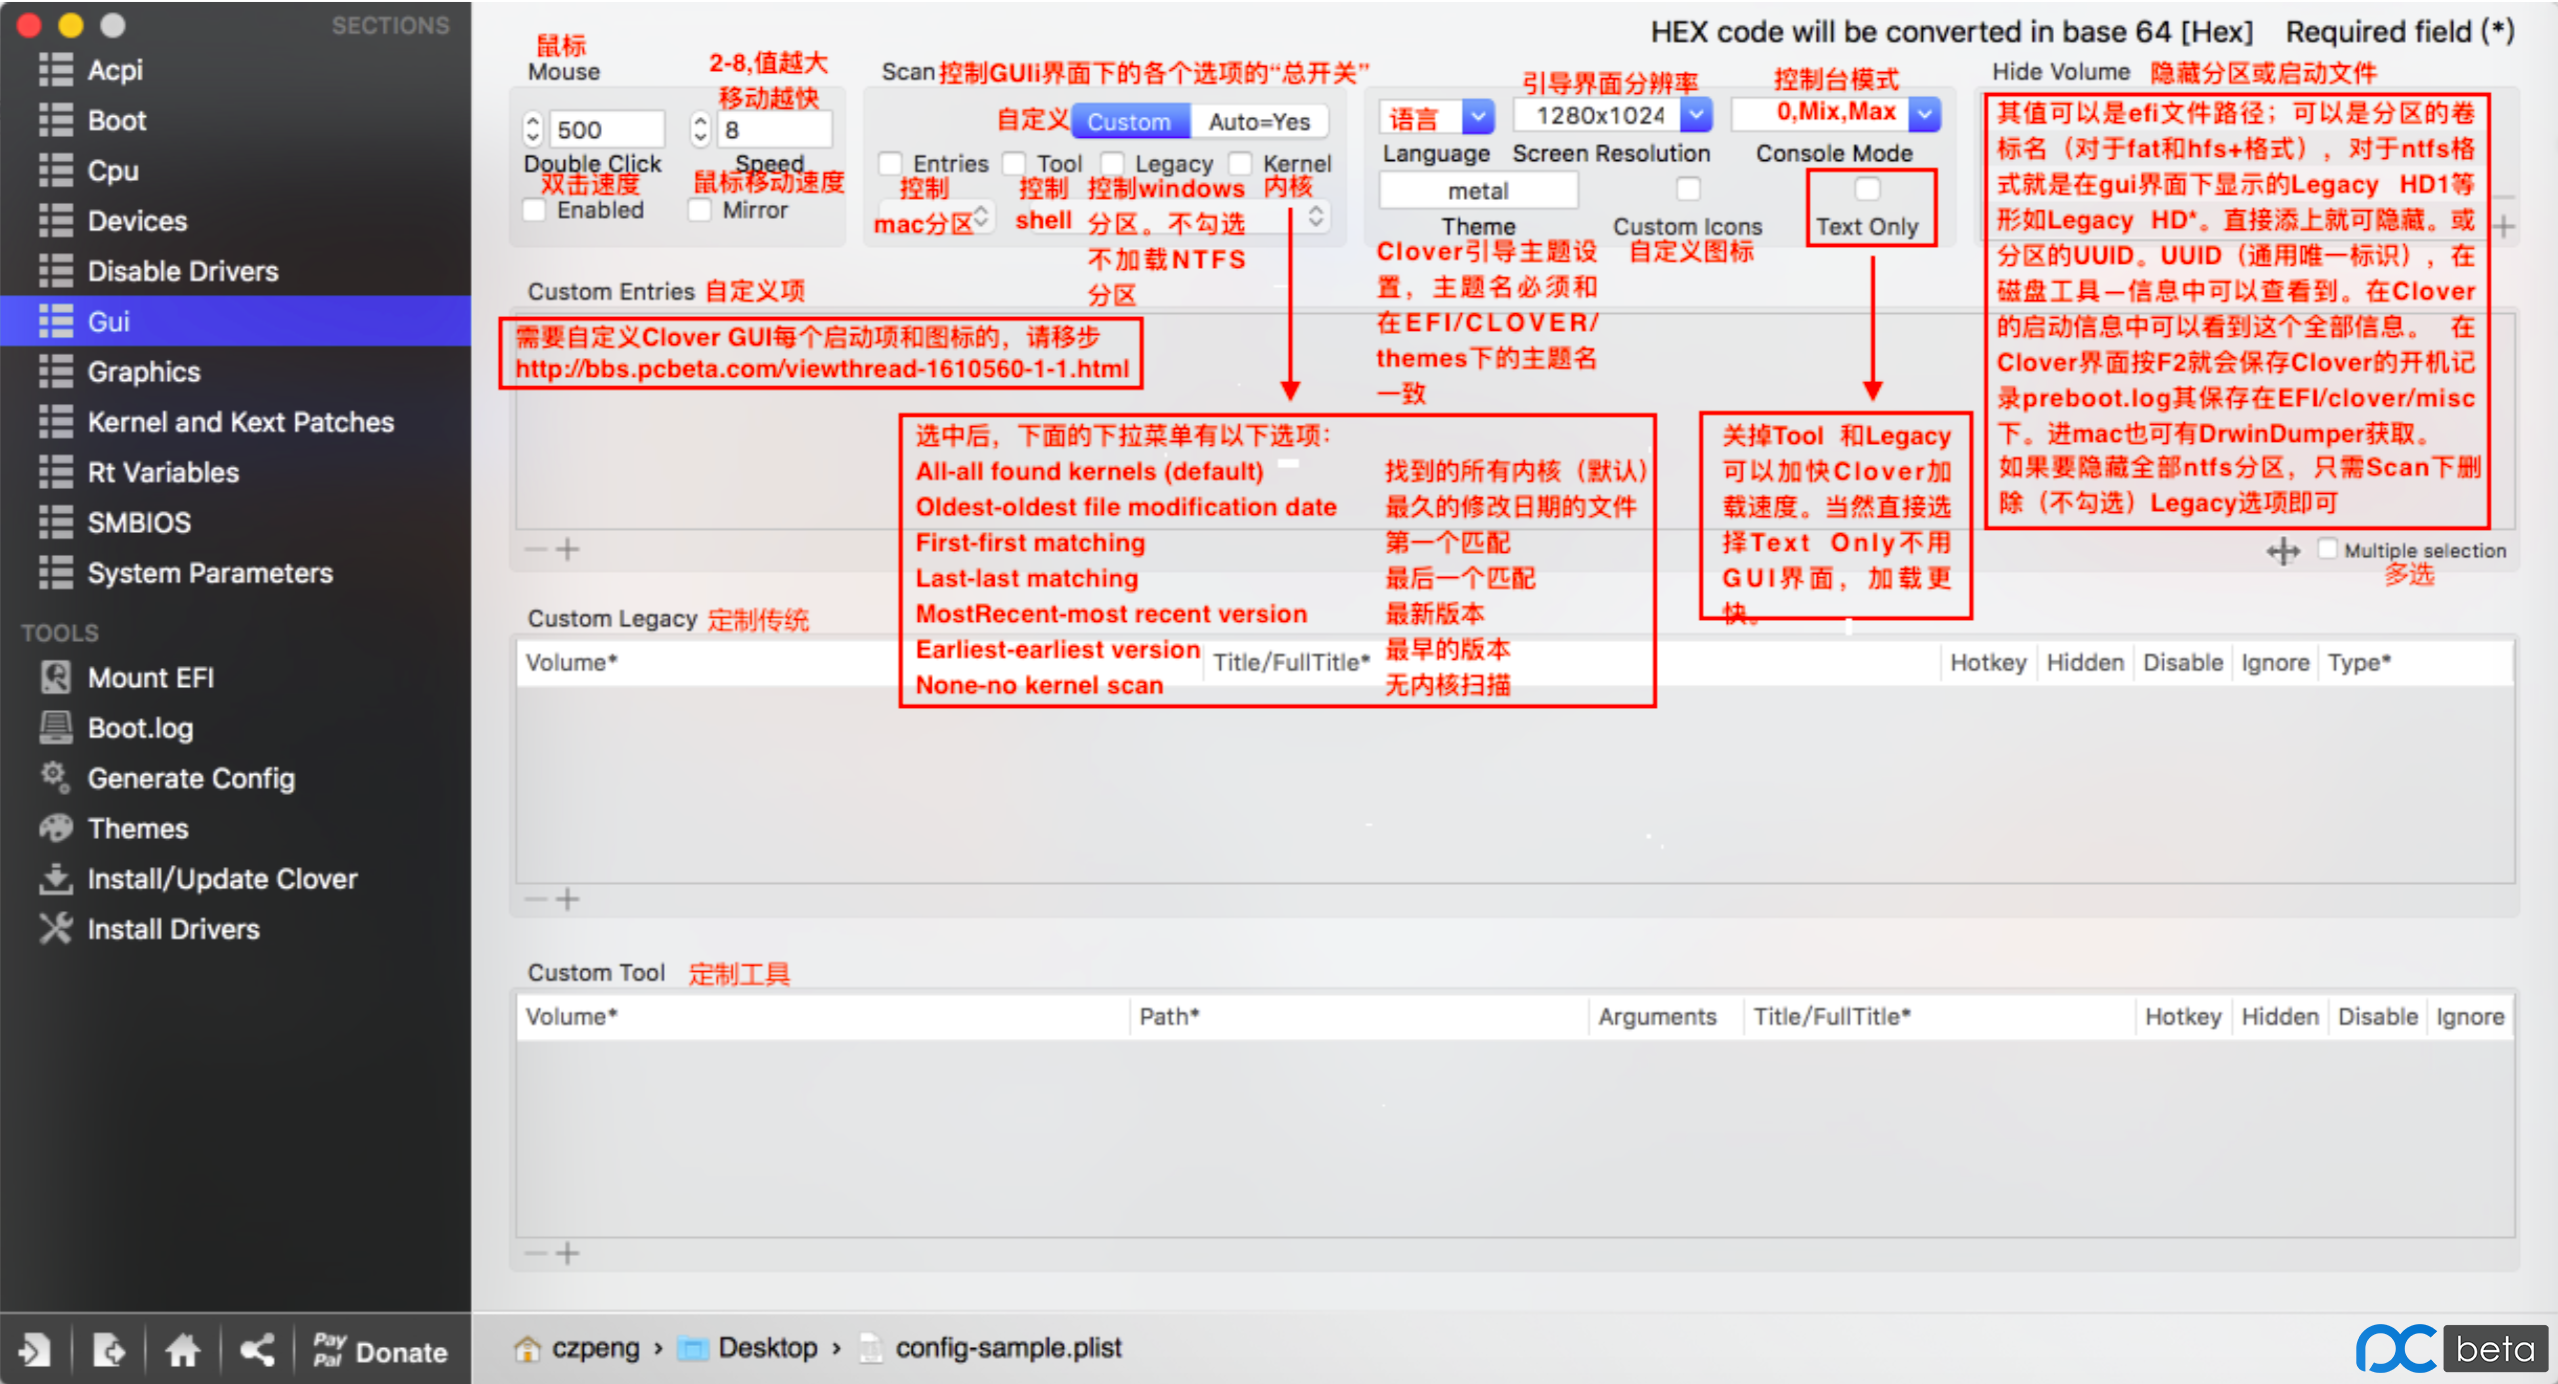 SECTIONS
Acpi
Boot
Cpu
Devices
Disable Drivers
Gui
Graphics
Kernel and Kext Patches
Rt Variables
SMBIOS
System Parameters
TOOLS
Mount EFI
Boot.log
Generate Config
Themes
Install/Update Clover
Install Drivers
Pay
Pal
Donate
HEX code will be converted in base 64 [Hex] Required field (*)
鼠标
Mouse
2-8,值越大
移动越快
500
8
Double Click
Speed
双击速度
鼠标移动速度
Enabled
Mirror
Scan 控制GUIi界面下的各个选项的“总开关”
自定义 Custom Auto=Yes
Entries Tool Legacy Kernel
控制
mac分区
控制
shell
控制windows
分区。不勾选
不加载NTFS
分区
内核
引导界面分辨率
控制台模式
语言
1280x1024
0,Mix,Max
Language Screen Resolution Console Mode
metal
Theme Custom Icons Text Only
Clover引导主题设
置，主题名必须和
在EFI/CLOVER/
themes下的主题名
一致
自定义图标
Hide Volume 隐藏分区或启动文件
其值可以是efi文件路径；可以是分区的卷
标名（对于fat和hfs+格式），对于ntfs格
式就是在gui界面下显示的Legacy HD1等
形如Legacy HD*。直接添上就可隐藏。或
分区的UUID。UUID（通用唯一标识），在
磁盘工具—信息中可以查看到。在Clover
的启动信息中可以看到这个全部信息。 在
Clover界面按F2就会保存Clover的开机记
录preboot.log其保存在EFI/clover/misc
下。进mac也可有DrwinDumper获取。
如果要隐藏全部ntfs分区，只需Scan下删
除（不勾选）Legacy选项即可
Custom Entries 自定义项
需要自定义Clover GUI每个启动项和图标的，请移步
http://bbs.pcbeta.com/viewthread-1610560-1-1.html
选中后，下面的下拉菜单有以下选项：
All-all found kernels (default) 找到的所有内核（默认）
Oldest-oldest file modification date 最久的修改日期的文件
First-first matching 第一个匹配
Last-last matching 最后一个匹配
MostRecent-most recent version 最新版本
Earliest-earliest version 最早的版本
None-no kernel scan 无内核扫描
关掉Tool 和Legacy
可以加快Clover加
载速度。当然直接选
择Text Only不用
GUI界面，加载更
快。
Multiple selection
多选
Custom Legacy 定制传统
Volume* Title/FullTitle* Hotkey Hidden Disable Ignore Type*
Custom Tool 定制工具
Volume* Path* Arguments Title/FullTitle* Hotkey Hidden Disable Ignore
czpeng › Desktop › config-sample.plist
pc beta